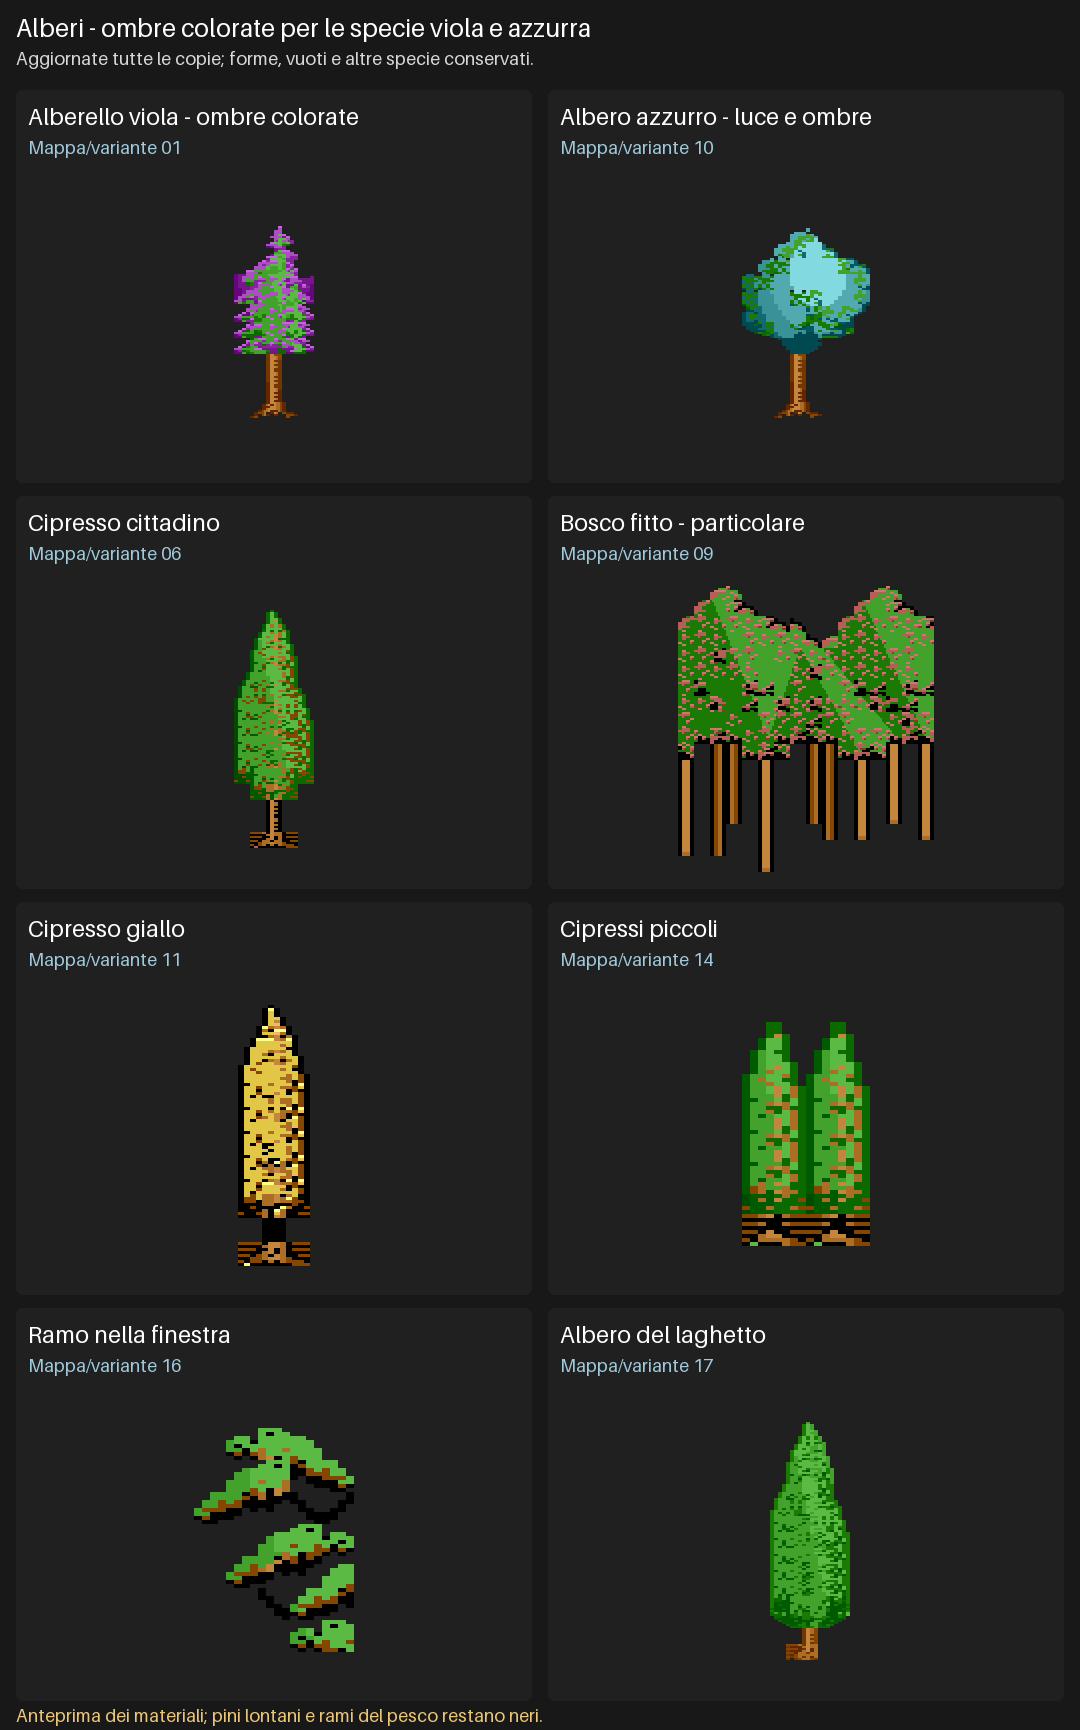 Alberi - ombre colorate per le specie viola e azzurra
Aggiornate tutte le copie; forme, vuoti e altre specie conservati.
Alberello viola - ombre colorate
Mappa/variante 01
Albero azzurro - luce e ombre
Mappa/variante 10
Cipresso cittadino
Mappa/variante 06
Bosco fitto - particolare
Mappa/variante 09
Cipresso giallo
Mappa/variante 11
Cipressi piccoli
Mappa/variante 14
Ramo nella finestra
Mappa/variante 16
Albero del laghetto
Mappa/variante 17
Anteprima dei materiali; pini lontani e rami del pesco restano neri.